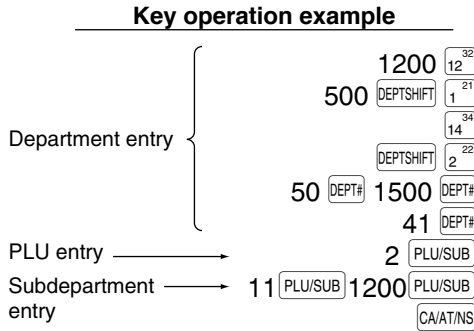 Key operation example
1200 12 32
500 DEPTSHIFT 1 21
14 34
Department entry
DEPTSHIFT 2 22
50 DEPT# 1500 DEPT#
41 DEPT#
PLU entry 2 PLU/SUB
Subdepartment 11 PLU/SUB 1200 PLU/SUB
entry
CA/AT/NS